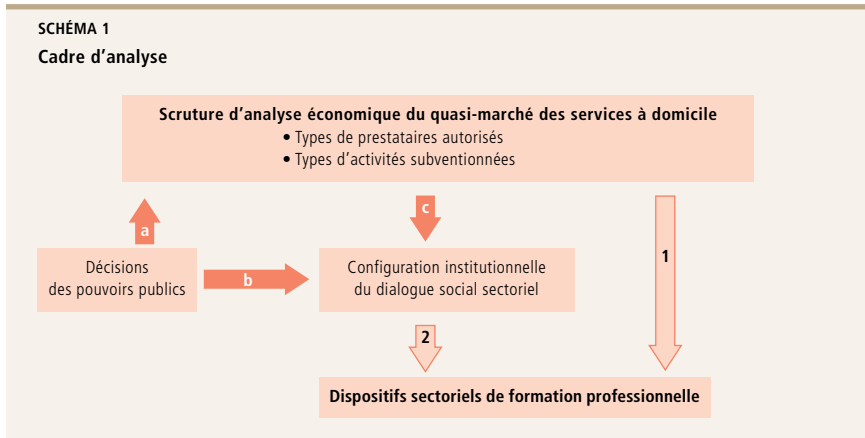 SCHÉMA 1
Cadre d'analyse
Scruture d'analyse économique du quasi-marché des services à domicile
• Types de prestataires autorisés
• Types d'activités subventionnées
a
c
1
Décisions
des pouvoirs publics
b
Configuration institutionnelle
du dialogue social sectoriel
2
Dispositifs sectoriels de formation professionnelle